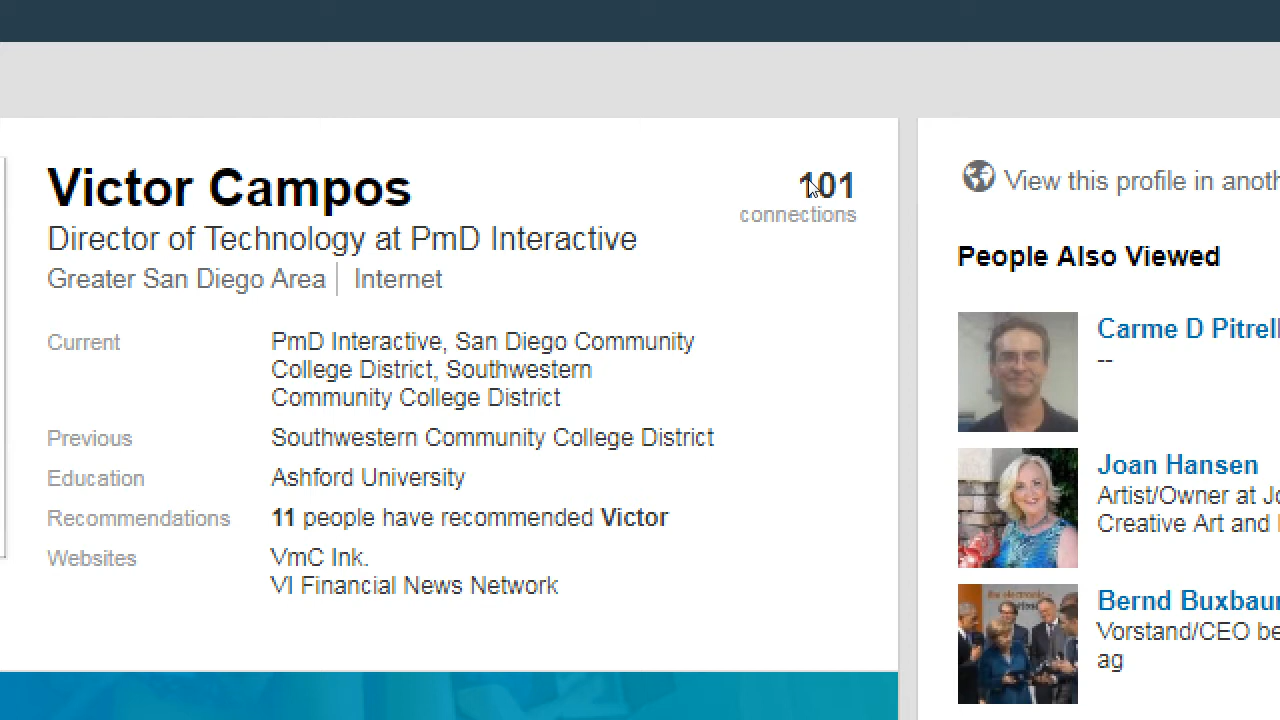 Victor Campos
101
connections
Director of Technology at PmD Interactive
Greater San Diego Area | Internet
Current
PmD Interactive, San Diego Community
College District, Southwestern
Community College District
Previous
Southwestern Community College District
Education
Ashford University
Recommendations
11 people have recommended Victor
Websites
VmC Ink.
VI Financial News Network
View this profile in anoth
People Also Viewed
Carme D Pitrell
--
Joan Hansen
Artist/Owner at Jo
Creative Art and
Bernd Buxbaum
Vorstand/CEO be
ag